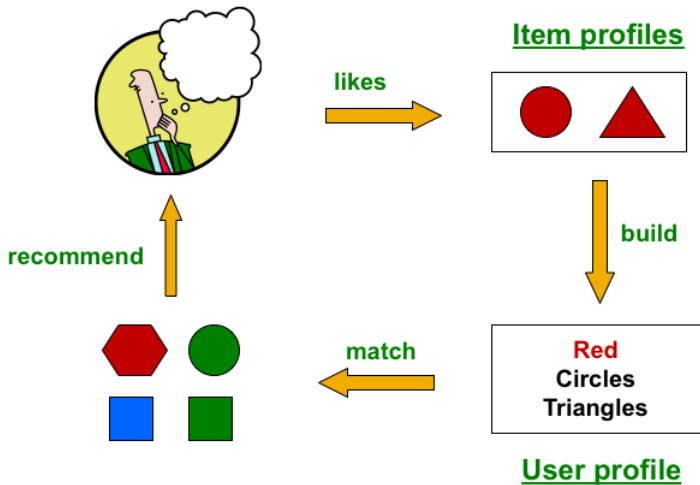 Item profiles
likes
build
recommend
match
Red
Circles
Triangles
User profile